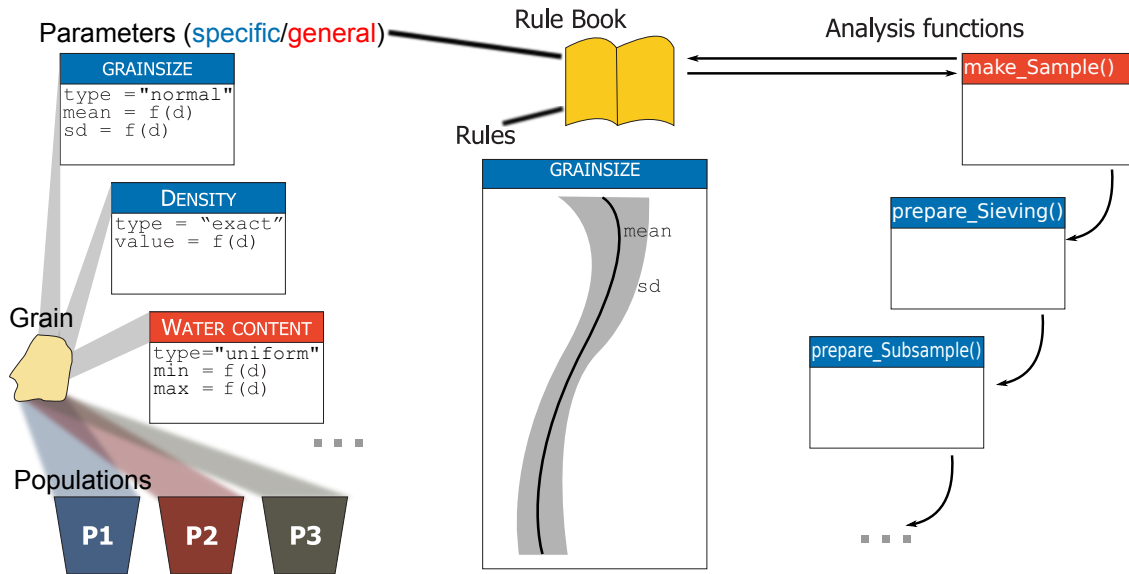 Parameters (specific/general)
GRAINSIZE
type ="normal"
mean = f(d)
sd = f(d)
DENSITY
type = “exact”
value = f(d)
Grain
WATER CONTENT
type="uniform"
min = f(d)
max = f(d)
Populations
P1
P2
P3
Rule Book
Rules
GRAINSIZE
mean
sd
Analysis functions
make_Sample()
prepare_Sieving()
prepare_Subsample()